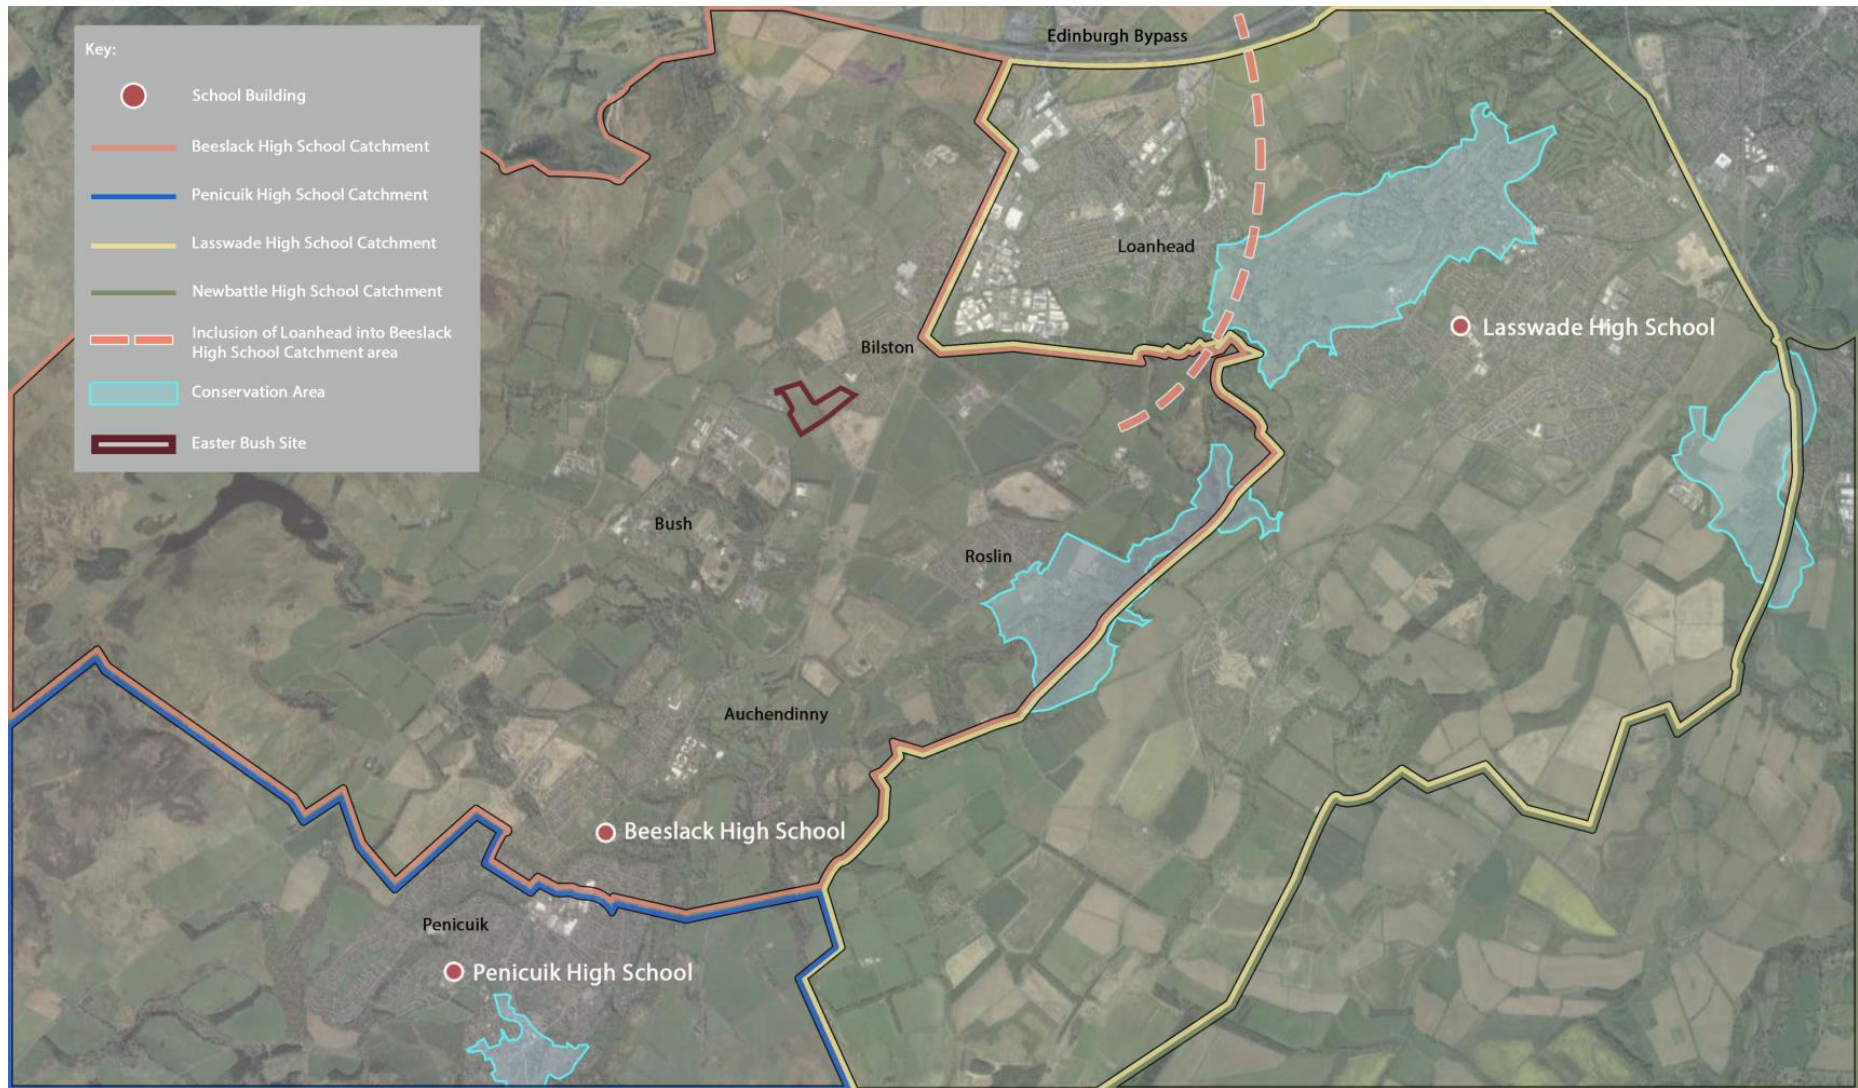 Key:
School Building
Beeslack High School Catchment
Penicuik High School Catchment
Lasswade High School Catchment
Newbattle High School Catchment
Inclusion of Loanhead into Beeslack
High School Catchment area
Conservation Area
Easter Bush Site
Edinburgh Bypass
Loanhead
Lasswade High School
Bilston
Bush
Roslin
Auchendinny
Beeslack High School
Penicuik
Penicuik High School